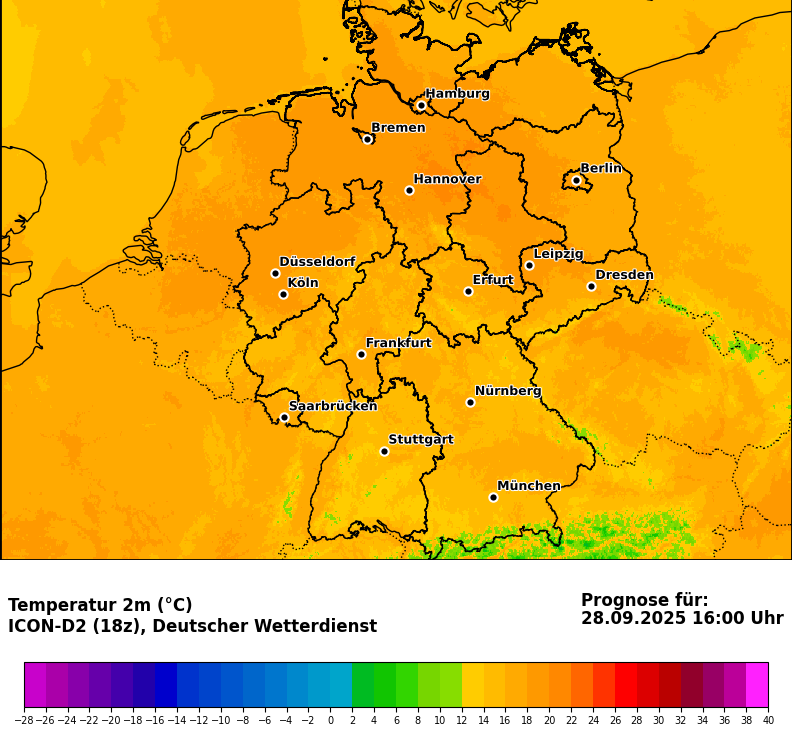 Hamburg
Bremen
Berlin
Hannover
Leipzig
Düsseldorf
Dresden
Köln
Erfurt
Frankfurt
Nürnberg
Saarbrücken
Stuttgart
München
Temperatur 2m (°C)
ICON-D2 (18z), Deutscher Wetterdienst
Prognose für:
28.09.2025 16:00 Uhr
−28 −26 −24 −22 −20 −18 −16 −14 −12 −10 −8 −6 −4 −2 0 2 4 6 8 10 12 14 16 18 20 22 24 26 28 30 32 34 36 38 40